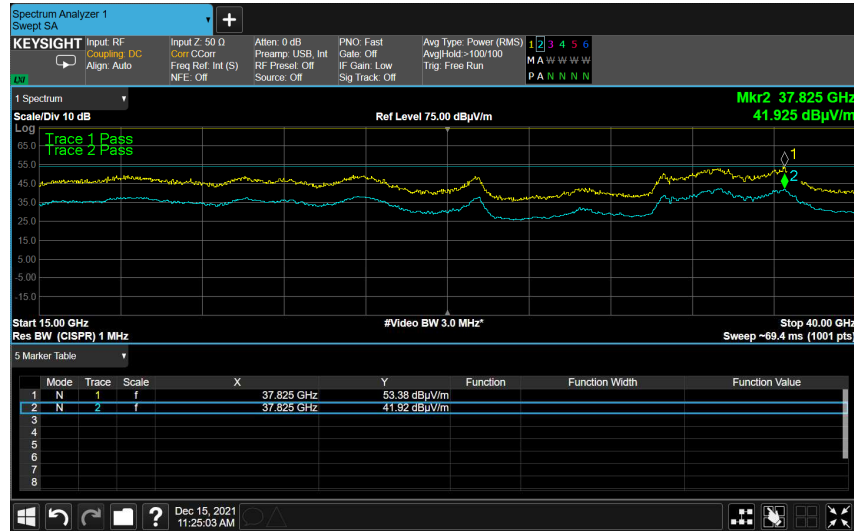 Spectrum Analyzer 1
Swept SA
+
KEYSIGHT
LXI
Input: RF
Coupling: DC
Align: Auto
Input Z: 50 Ω
Corr CCorr
Freq Ref: Int (S)
NFE: Off
Atten: 0 dB
Preamp: USB, Int
RF Presel: Off
Source: Off
PNO: Fast
Gate: Off
IF Gain: Low
Sig Track: Off
Avg Type: Power (RMS)
Avg|Hold:>100/100
Trig: Free Run
1 2 3 4 5 6
M A W W W W
P A N N N N
1 Spectrum
Mkr2 37.825 GHz
Scale/Div 10 dB
Ref Level 75.00 dBµV/m
41.925 dBµV/m
Log
Trace 1 Pass
Trace 2 Pass
65.0
55.0
45.0
35.0
25.0
15.0
5.00
-5.00
-15.0
1
2
Start 15.00 GHz
#Video BW 3.0 MHz*
Stop 40.00 GHz
Res BW (CISPR) 1 MHz
Sweep ~69.4 ms (1001 pts)
5 Marker Table
Mode Trace Scale X Y Function Function Width Function Value
1 N 1 f 37.825 GHz 53.38 dBµV/m
2 N 2 f 37.825 GHz 41.92 dBµV/m
3
4
5
6
7
8
?
Dec 15, 2021
11:25:03 AM